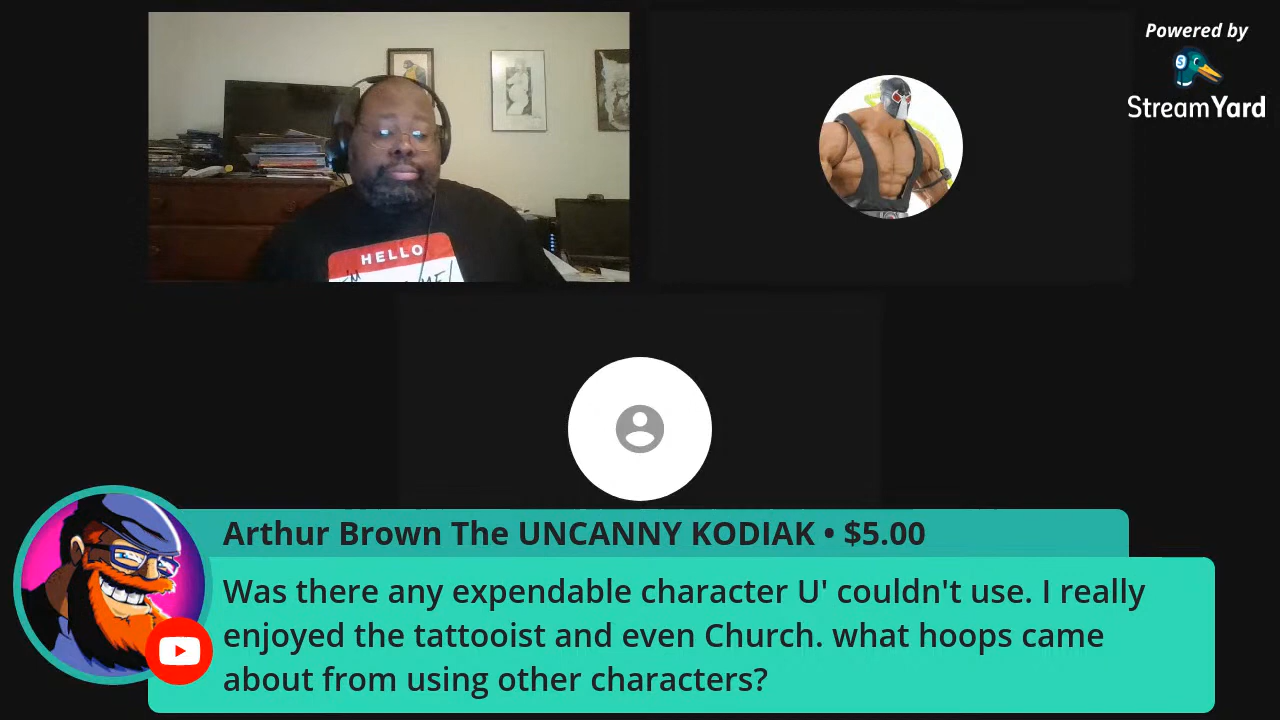 Powered by
StreamYard
HELLO
Arthur Brown The UNCANNY KODIAK • $5.00
Was there any expendable character U' couldn't use. I really
enjoyed the tattooist and even Church. what hoops came
about from using other characters?